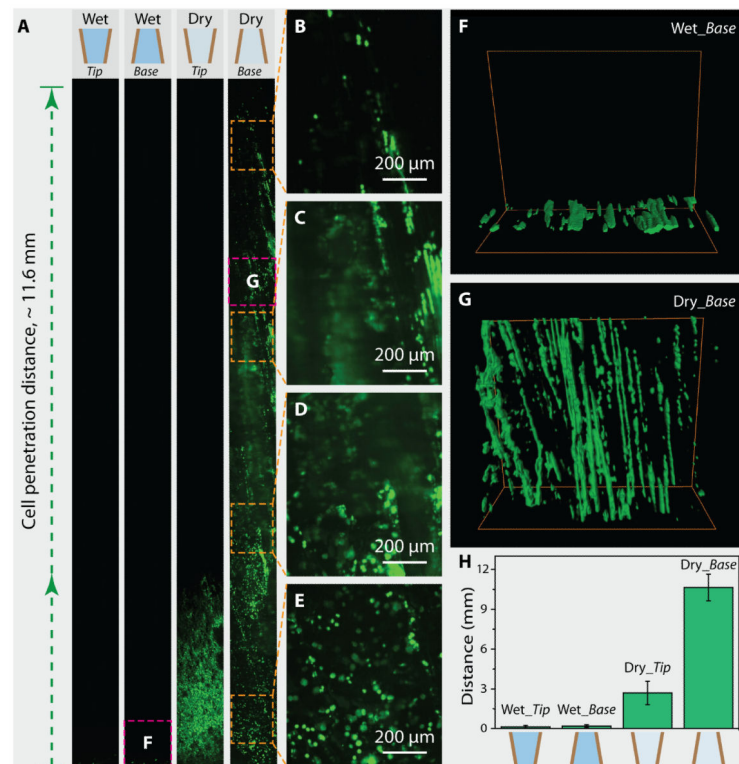 A
Wet
Wet
Dry
Dry
Tip
Base
Tip
Base
Cell penetration distance, ~ 11.6 mm
G
F
B
200 μm
C
200 μm
D
200 μm
E
200 μm
F
Wet_Base
G
Dry_Base
H
Distance (mm)
12
9
6
3
0
Wet_Tip
Wet_Base
Dry_Tip
Dry_Base